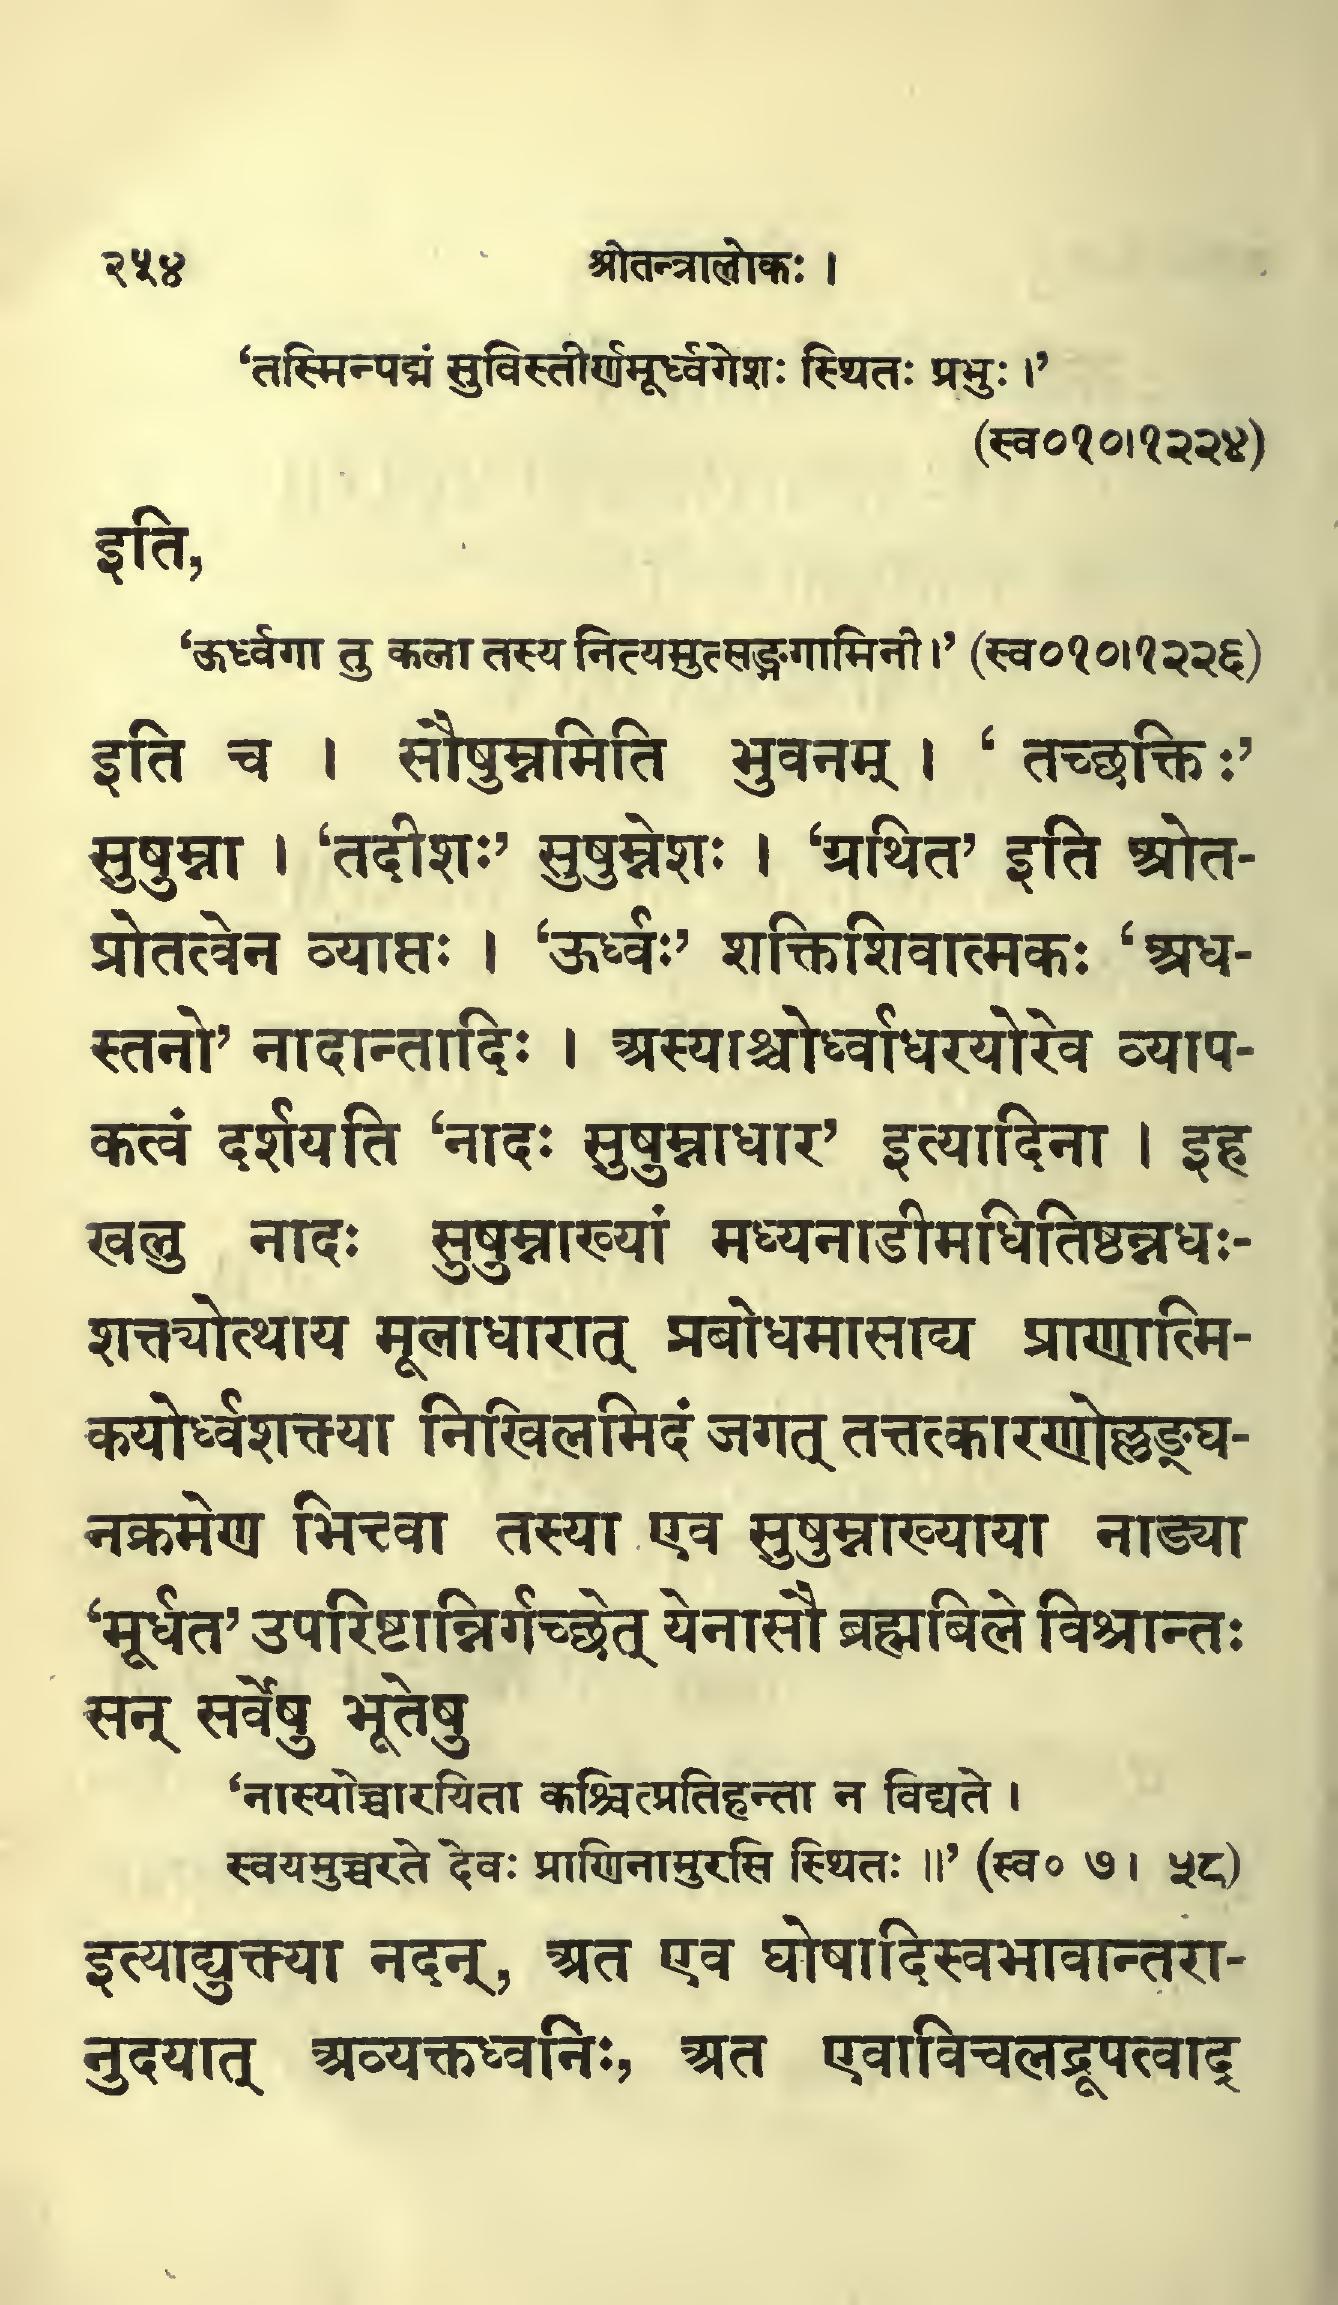 २५४ श्रीतन्त्रालोकः ।
‘तस्मिन्पद्मं सुविस्तीर्णमूर्ध्वगेशः स्थितः प्रभुः ।’
(स्व०१०।१२२४)
इति,
‘ऊर्ध्वगा तु कला तस्य नित्यमुत्सङ्गगामिनी।’ (स्व०१०।१२२६)
इति च । सौषुम्नमिति भुवनम् । ‘ तच्छक्तिः’
सुषुम्ना । ‘तदीशः’ सुषुम्नेशः । ‘ग्रथित’ इति ओत-
प्रोतत्वेन व्याप्तः । ‘ऊर्ध्वः’ शक्तिशिवात्मकः ‘अध-
स्तनो’ नादान्तादिः । अस्याश्चोर्ध्वाधरयोरेव व्याप-
कत्वं दर्शयति ‘नादः सुषुम्नाधार’ इत्यादिना । इह
खलु नादः सुषुम्नाख्यां मध्यनाडीमधितिष्ठन्नधः-
शक्त्योत्थाय मूलाधारात् प्रबोधमासाद्य प्राणात्मि-
कयोर्ध्वशक्त्या निखिलमिदं जगत् तत्तत्कारणोल्लङ्घ-
नक्रमेण भित्त्वा तस्या एव सुषुम्नाख्याया नाड्या
‘मूर्धत’ उपरिष्टान्निर्गच्छेत् येनासौ ब्रह्मबिले विश्रान्तः
सन् सर्वेषु भूतेषु
‘नास्योच्चारयिता कश्चित्प्रतिहन्ता न विद्यते ।
स्वयमुच्चरते देवः प्राणिनामुरसि स्थितः ॥’ (स्व० ७। ५८)
इत्याद्युक्त्या नदन्, अत एव घोषादिस्वभावान्तरा-
नुदयात् अव्यक्तध्वनिः, अत एवाविचलद्रूपत्वाद्